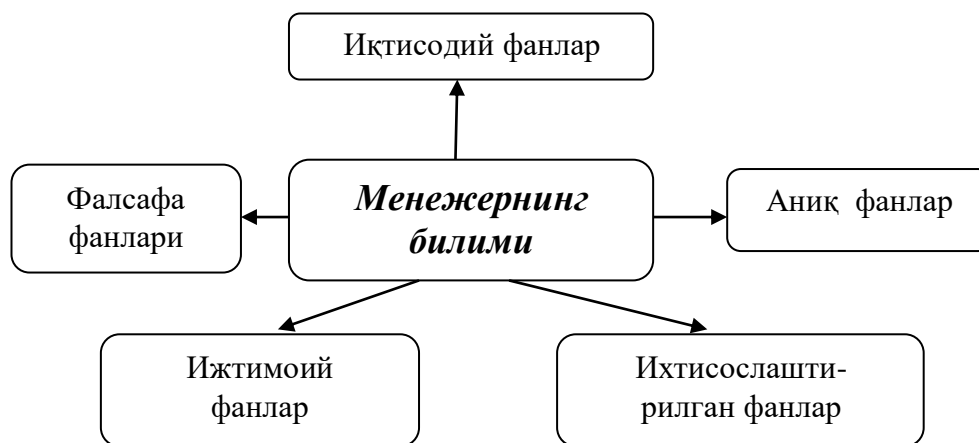 Иқтисодий фанлар
Фалсафа
фанлари
Менежернинг
билими
Аниқ фанлар
Ижтимоий
фанлар
Ихтисослашти-
рилган фанлар